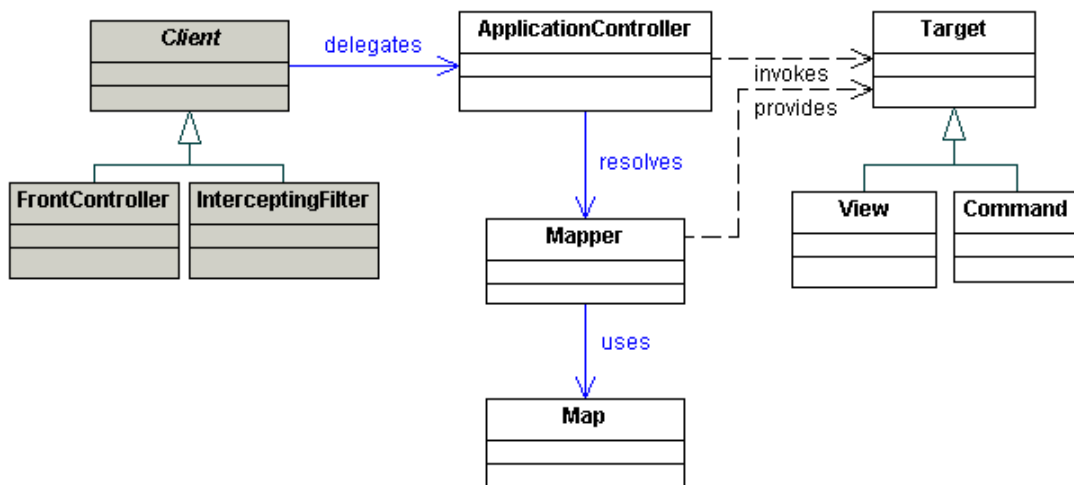 Client
delegates
ApplicationController
Target
invokes
provides
resolves
FrontController
InterceptingFilter
Mapper
View
Command
uses
Map